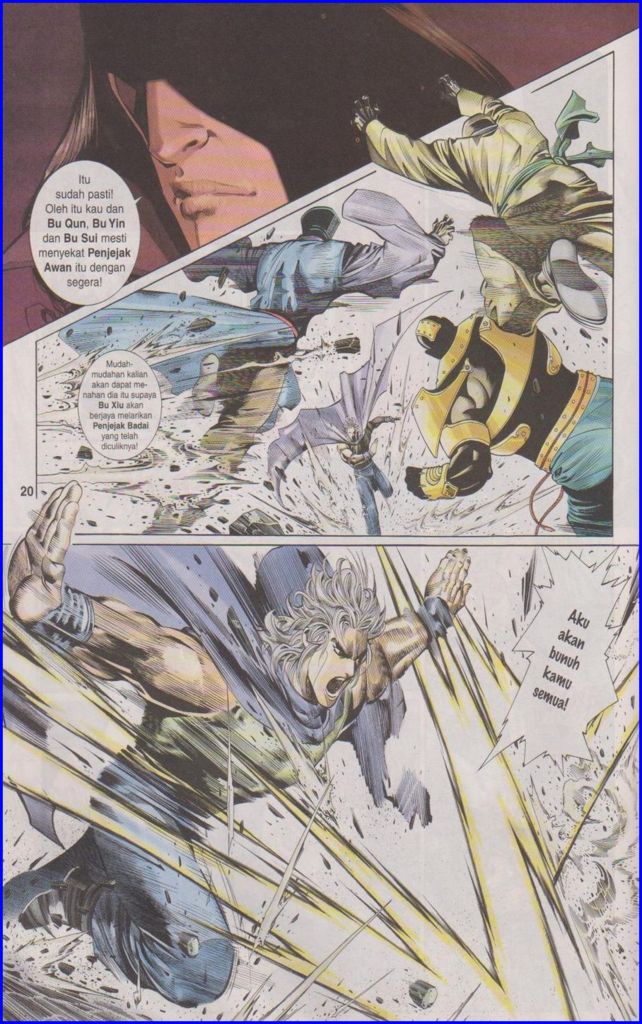 Itu
sudah pasti!
Oleh itu kau dan
Bu Qun, Bu Yin
dan Bu Sui mesti
menyekat Penjejak
Awan itu dengan
segera!
Mudah-
mudahan kalian
akan dapat me-
nahan dia itu supaya
Bu Xiu akan
berjaya melarikan
Penjejak Badai
yang telah
diculiknya!
20
Aku
akan
bunuh
kamu
semua!